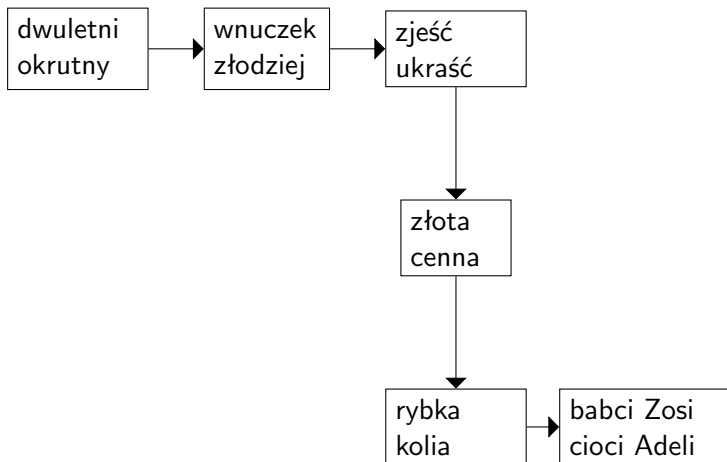 dwuletni
okrutny
wnuczek
złodziej
zjeść
ukraść
złota
cenna
rybka
kolia
babci Zosi
cioci Adeli